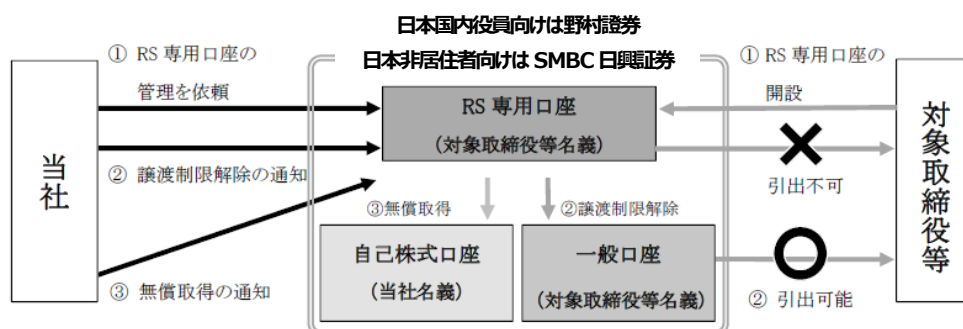 日本国内役員向けは野村證券
日本非居住者向けは SMBC 日興証券
① RS 専用口座の
管理を依頼
① RS 専用口座の
開設
RS 専用口座
(対象取締役等名義)
当社
対象取締役等
② 譲渡制限解除の通知
引出不可
③無償取得
②譲渡制限解除
自己株式口座
(当社名義)
一般口座
(対象取締役等名義)
③ 無償取得の通知
② 引出可能